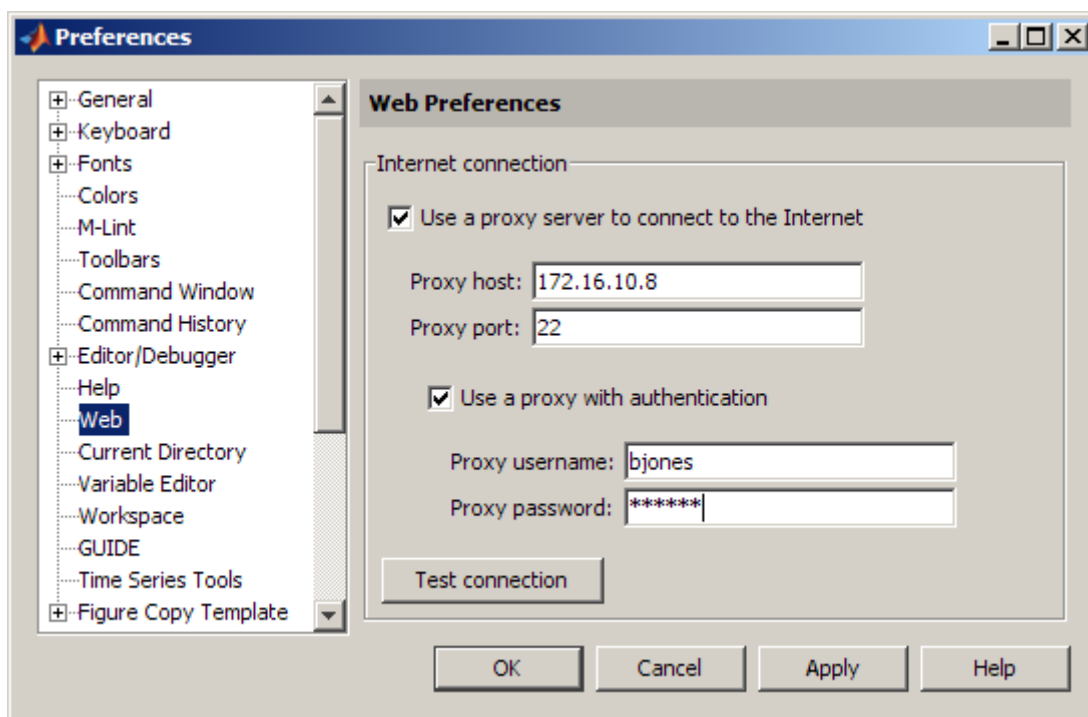 Preferences
General
Keyboard
Fonts
Colors
M-Lint
Toolbars
Command Window
Command History
Editor/Debugger
Help
Web
Current Directory
Variable Editor
Workspace
GUIDE
Time Series Tools
Figure Copy Template
Web Preferences
Internet connection
Use a proxy server to connect to the Internet
Proxy host: 172.16.10.8
Proxy port: 22
Use a proxy with authentication
Proxy username: bjones
Proxy password: ******
Test connection
OK Cancel Apply Help